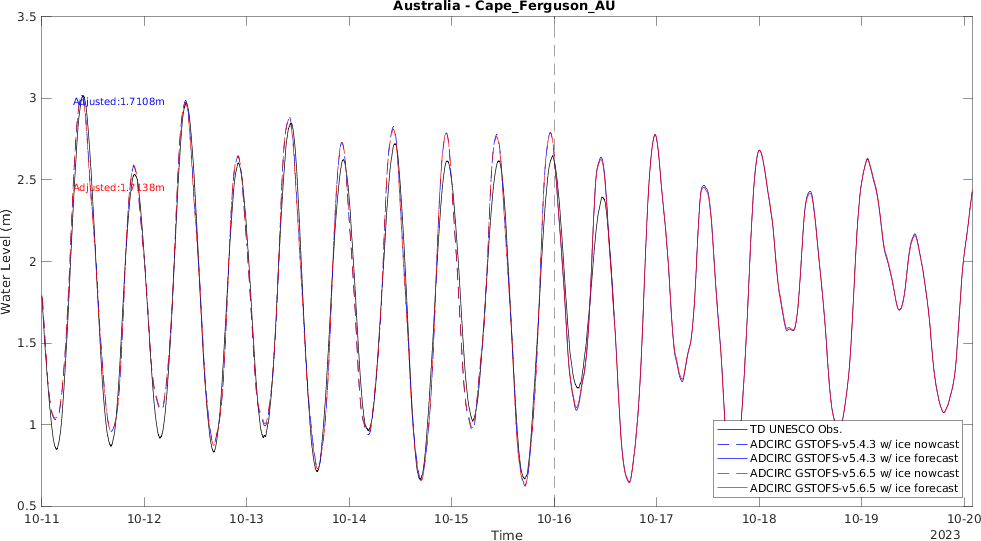 Australia - Cape_Ferguson_AU
3.5
3
2.5
2
1.5
1
0.5
Water Level (m)
Adjusted:1.7108m
Adjusted:1.7138m
TD UNESCO Obs.
ADCIRC GSTOFS-v5.4.3 w/ ice nowcast
ADCIRC GSTOFS-v5.4.3 w/ ice forecast
ADCIRC GSTOFS-v5.6.5 w/ ice nowcast
ADCIRC GSTOFS-v5.6.5 w/ ice forecast
10-11 10-12 10-13 10-14 10-15 10-16 10-17 10-18 10-19 10-20
Time
2023